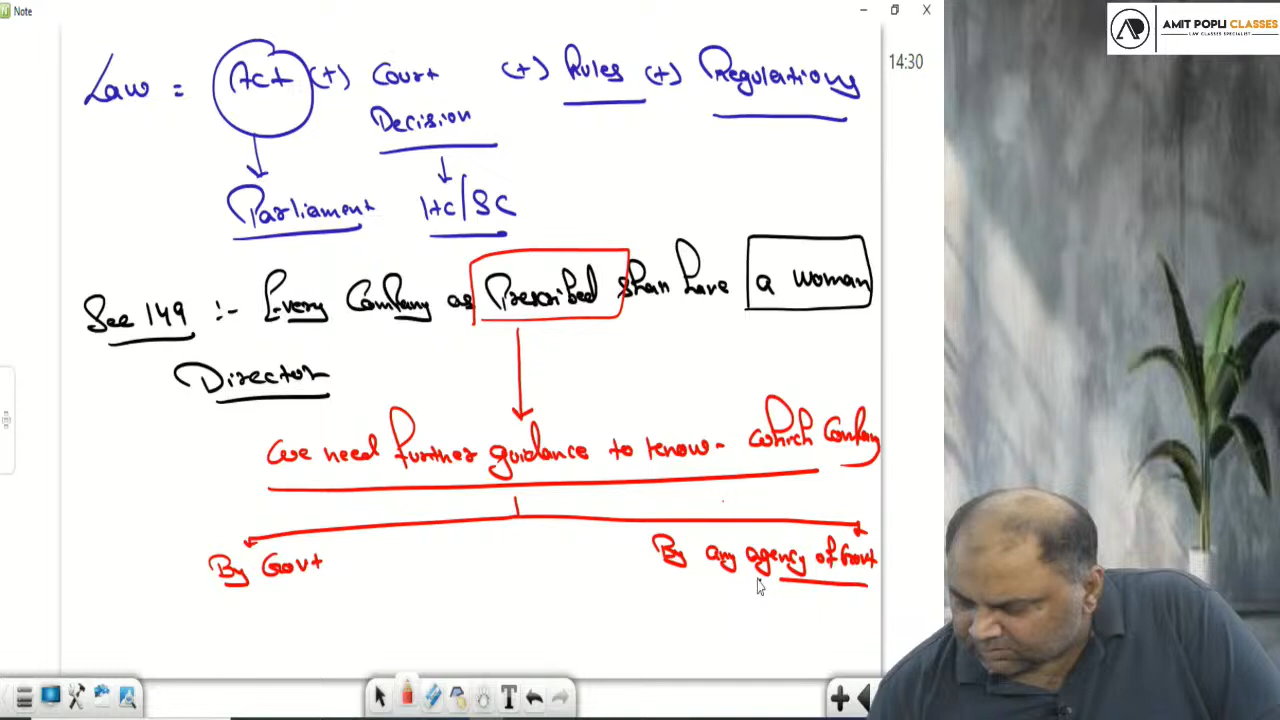 Note
AMIT POPLI CLASSES
LAW CLASSES SPECIALIST
14:30
Law = Act (+) Court Decision (+) Rules (+) Regulations
Parliament HC/SC
Sec 149 :- Every Company as Prescribed shall have a woman
Director
We need further guidance to know - which Company
By Govt
By any agency of Govt